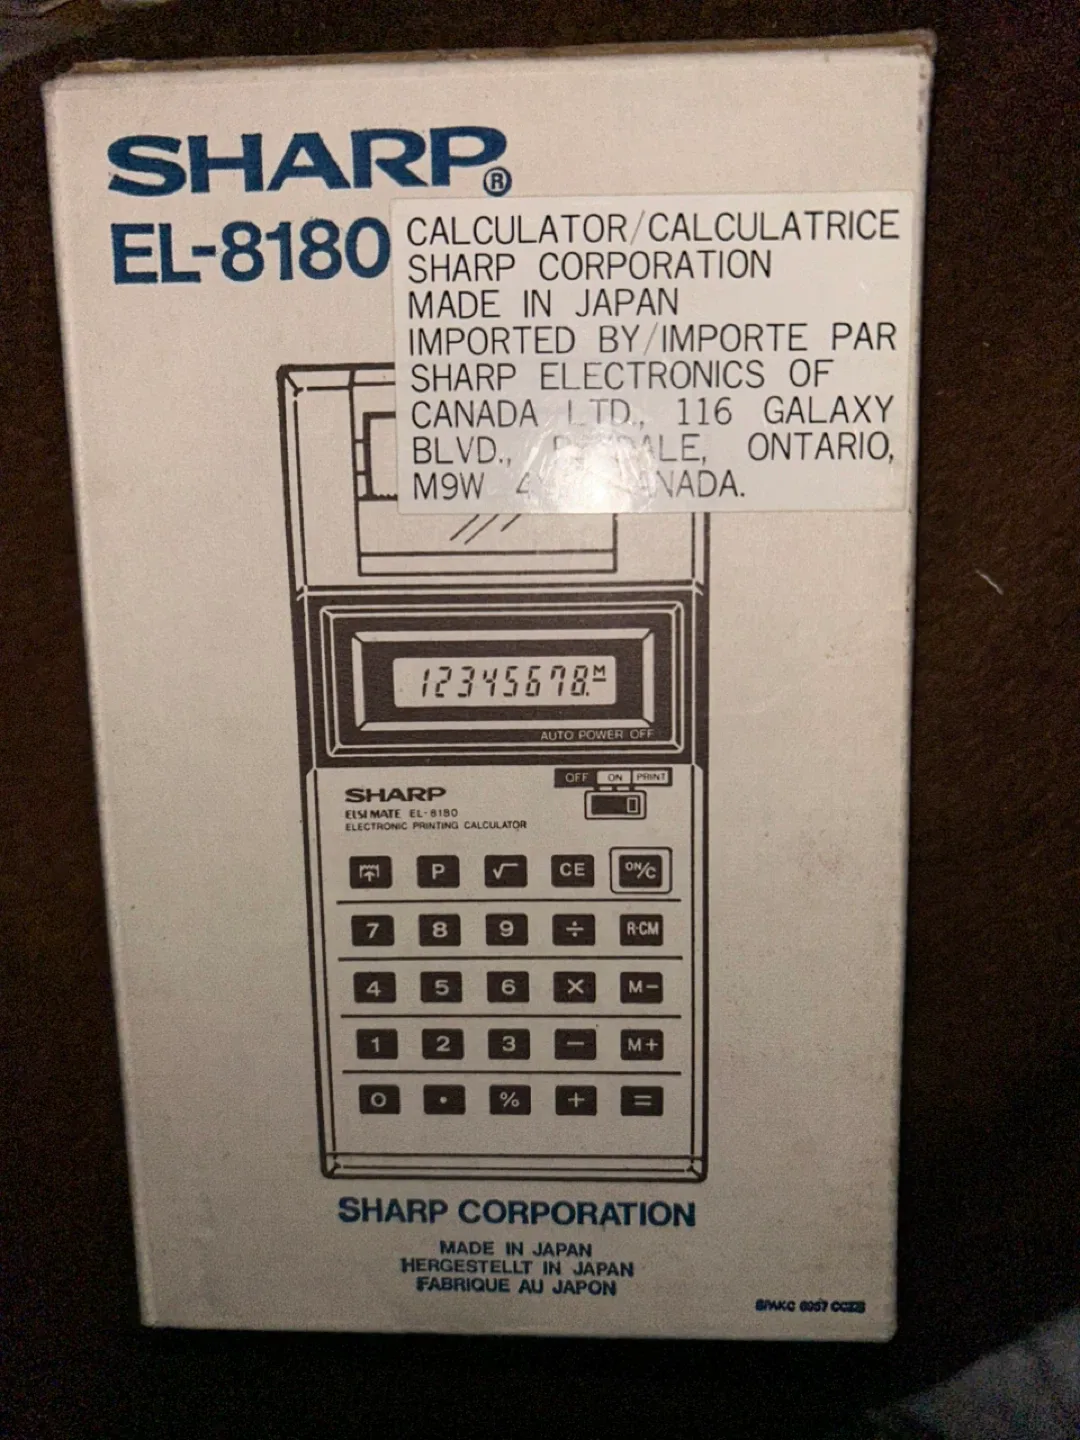 SHARP®
EL-8180
CALCULATOR/CALCULATRICE
SHARP CORPORATION
MADE IN JAPAN
IMPORTED BY/IMPORTE PAR
SHARP ELECTRONICS OF
CANADA LTD., 116 GALAXY
BLVD., ONTARIO,
M9W
12345678.M
AUTO POWER OFF
OFF ON PRINT
SHARP
ELSI MATE EL-8180
ELECTRONIC PRINTING CALCULATOR
P √ CE ON/C
7 8 9 ÷ R·CM
4 5 6 × M−
1 2 3 − M+
0 • % + =
SHARP CORPORATION
MADE IN JAPAN
HERGESTELLT IN JAPAN
FABRIQUE AU JAPON